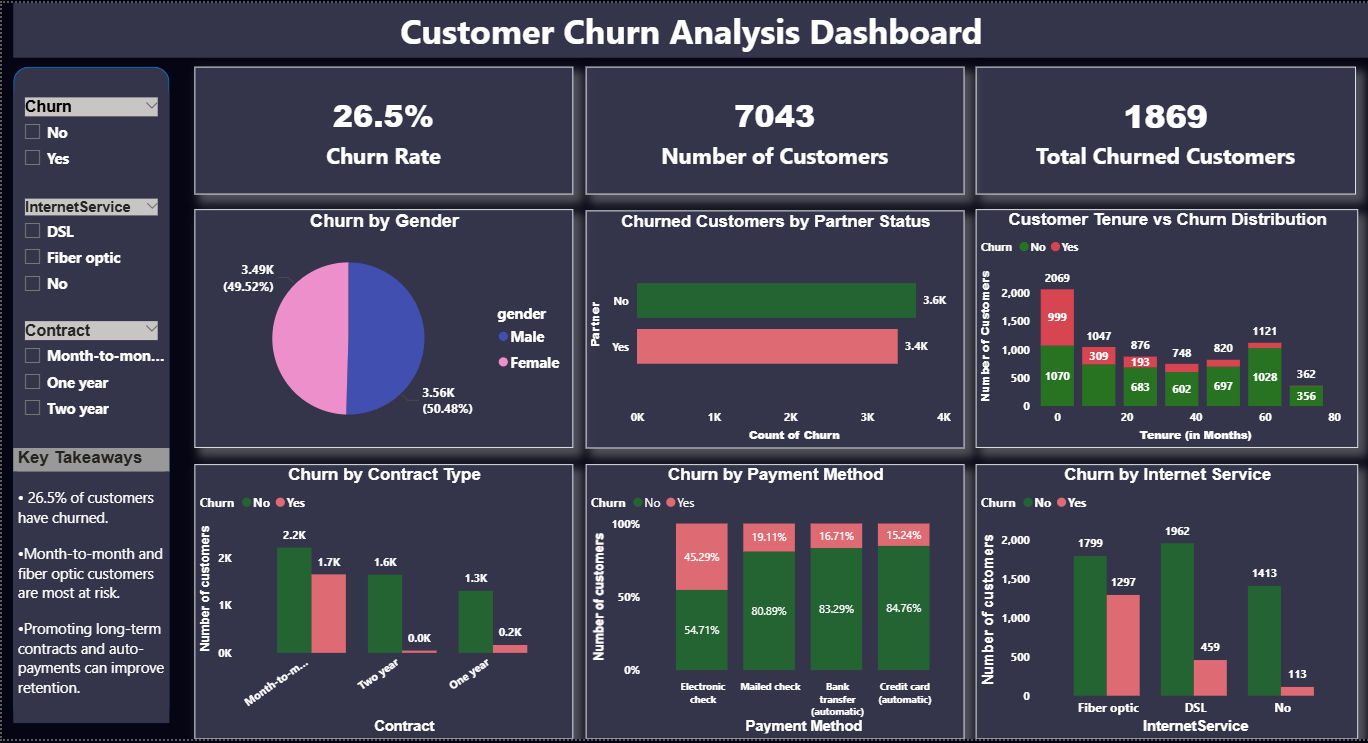 Customer Churn Analysis Dashboard
Churn
No
Yes
InternetService
DSL
Fiber optic
No
Contract
Month-to-mon...
One year
Two year
Key Takeaways
• 26.5% of customers
have churned.
•Month-to-month and
fiber optic customers
are most at risk.
•Promoting long-term
contracts and auto-
payments can improve
retention.
26.5%
Churn Rate
7043
Number of Customers
1869
Total Churned Customers
Churn by Gender
3.49K
(49.52%)
3.56K
(50.48%)
gender
Male
Female
Churned Customers by Partner Status
Partner
No
3.6K
Yes
3.4K
0K 1K 2K 3K 4K
Count of Churn
Customer Tenure vs Churn Distribution
Churn No Yes
Number of Customers
2,000
1,500
1,000
500
0
2069
999
1070
1047
309
876
193
683
748
602
820
697
1121
1028
362
356
0 20 40 60 80
Tenure (in Months)
Churn by Contract Type
Churn No Yes
Number of customers
2K
1K
0K
2.2K
1.7K
1.6K
0.0K
1.3K
0.2K
Month-to-m...
Two year
One year
Contract
Churn by Payment Method
Churn No Yes
Number of customers
100%
50%
0%
45.29%
54.71%
19.11%
80.89%
16.71%
83.29%
15.24%
84.76%
Electronic
check
Mailed check
Bank
transfer
(automatic)
Credit card
(automatic)
Payment Method
Churn by Internet Service
Churn No Yes
Number of customers
2,000
1,500
1,000
500
0
1799
1297
1962
459
1413
113
Fiber optic
DSL
No
InternetService